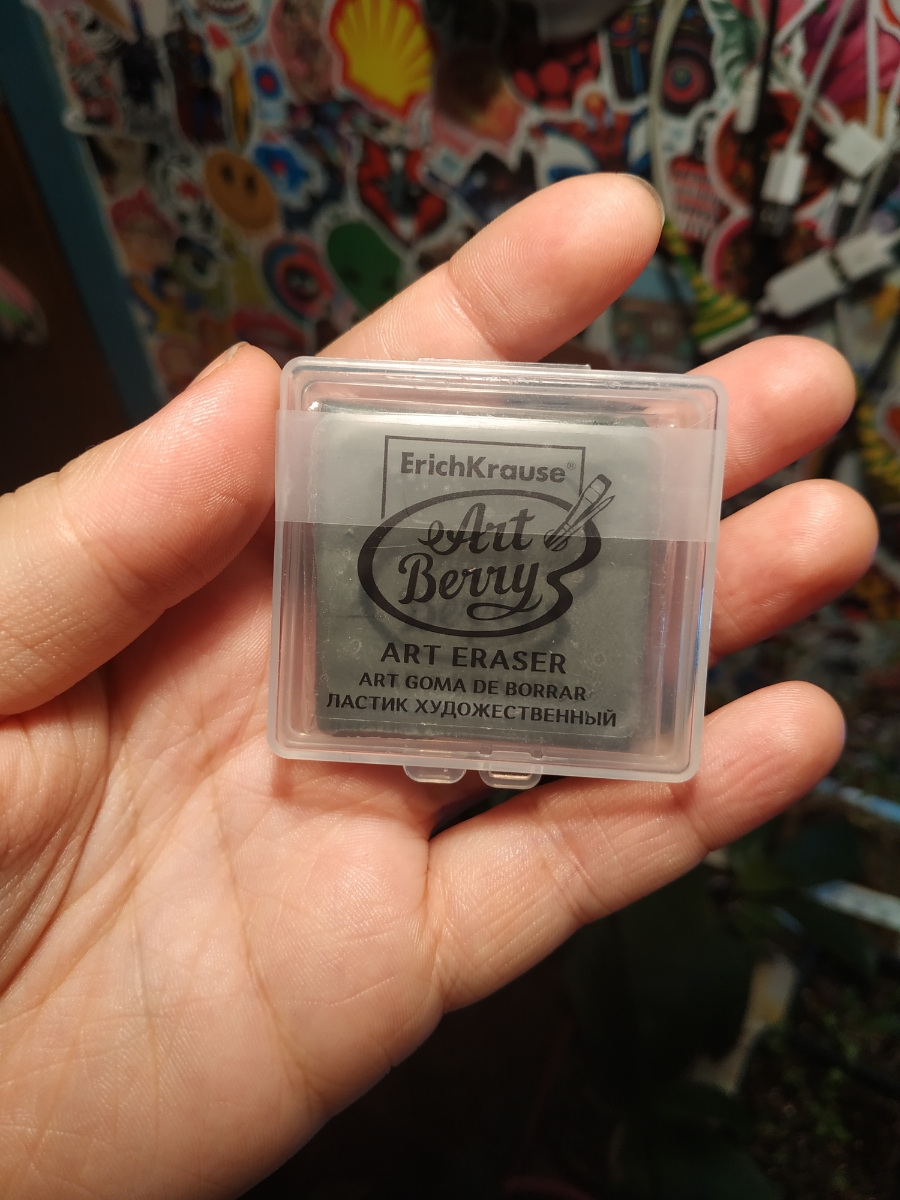 ErichKrause®
Art
Berry
ART ERASER
ART GOMA DE BORRAR
ЛАСТИК ХУДОЖЕСТВЕННЫЙ